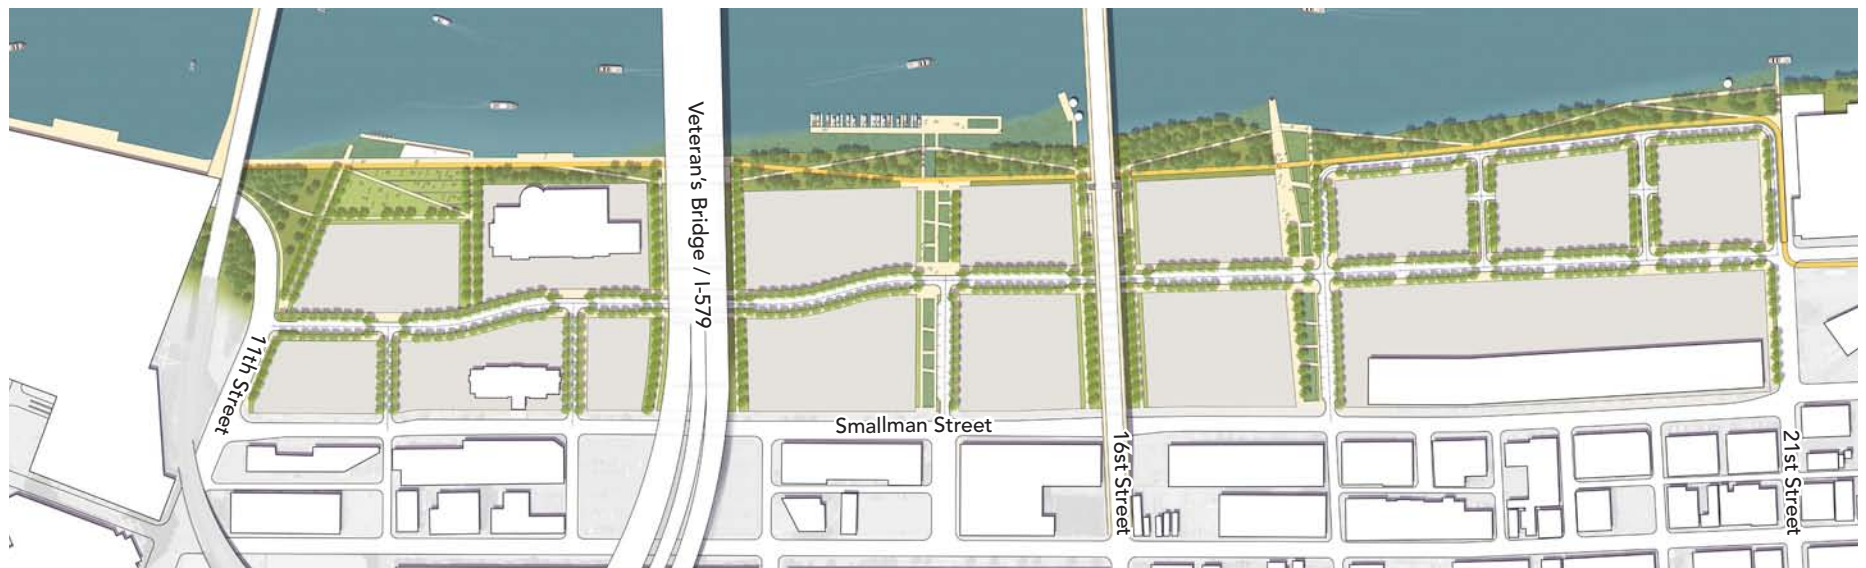 Veteran's Bridge / I-579
11th Street
Smallman Street
16st Street
21st Street